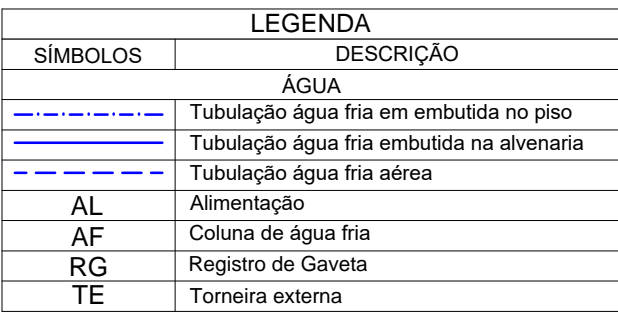 LEGENDA
SÍMBOLOS DESCRIÇÃO
ÁGUA
Tubulação água fria em embutida no piso
Tubulação água fria embutida na alvenaria
Tubulação água fria aérea
AL Alimentação
AF Coluna de água fria
RG Registro de Gaveta
TE Torneira externa